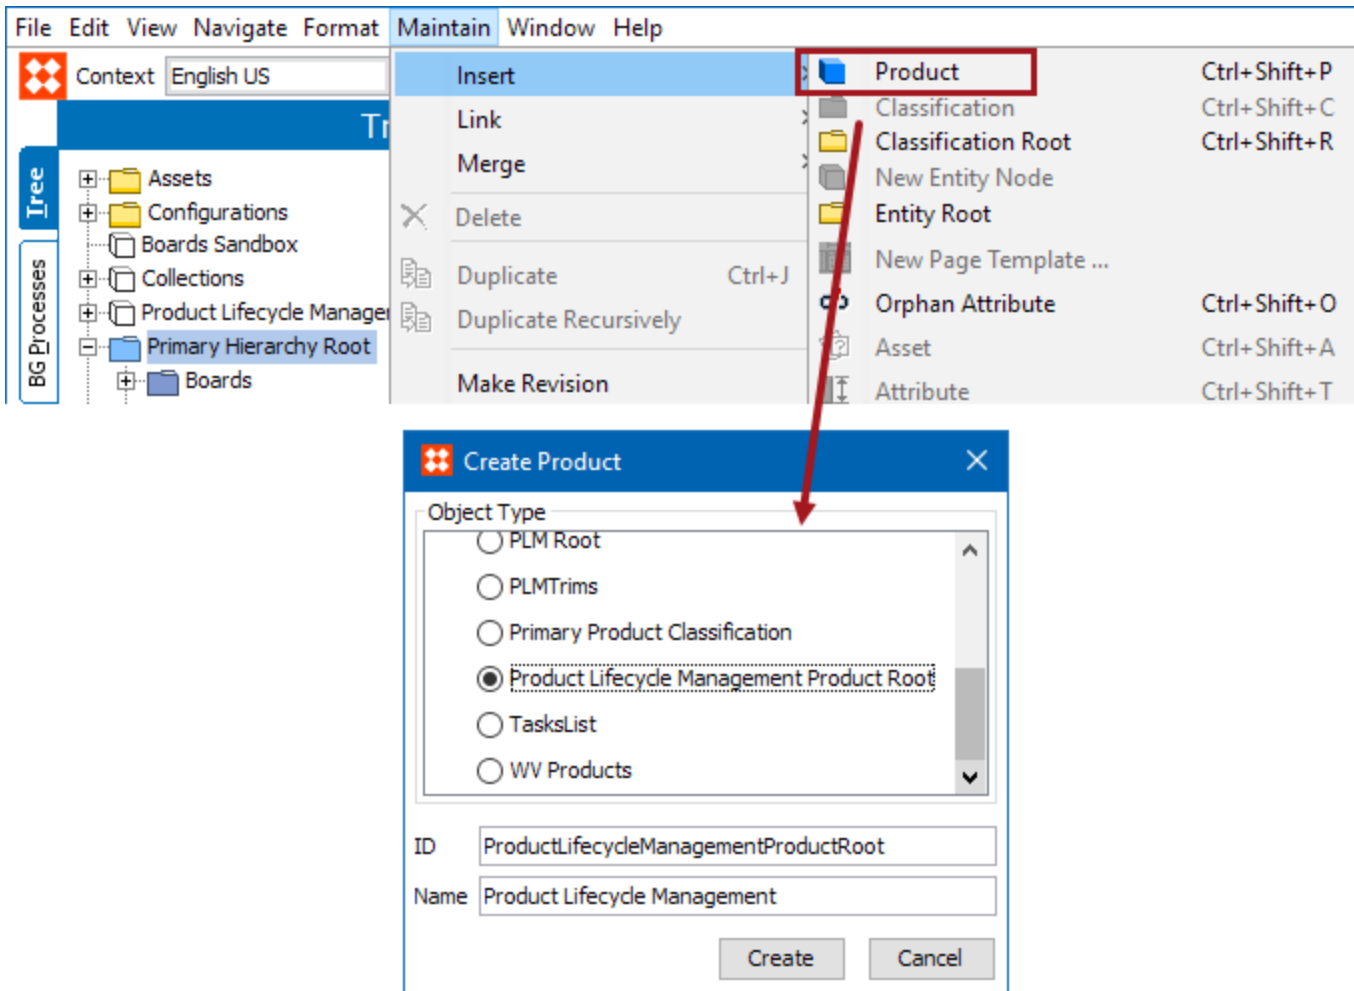 File Edit View Navigate Format Maintain Window Help
Context English US
Insert
Product Ctrl+Shift+P
Classification Ctrl+Shift+C
Link
Classification Root Ctrl+Shift+R
Merge
New Entity Node
Delete
Entity Root
New Page Template ...
Duplicate Ctrl+J
Orphan Attribute Ctrl+Shift+O
Duplicate Recursively
Asset Ctrl+Shift+A
Make Revision
Attribute Ctrl+Shift+T
Tr
Tree
BG Processes
Assets
Configurations
Boards Sandbox
Collections
Product Lifecycle Manager
Primary Hierarchy Root
Boards
Create Product
Object Type
PLM Root
PLMTrims
Primary Product Classification
Product Lifecycle Management Product Root
TasksList
WV Products
ID ProductLifecycleManagementProductRoot
Name Product Lifecycle Management
Create Cancel